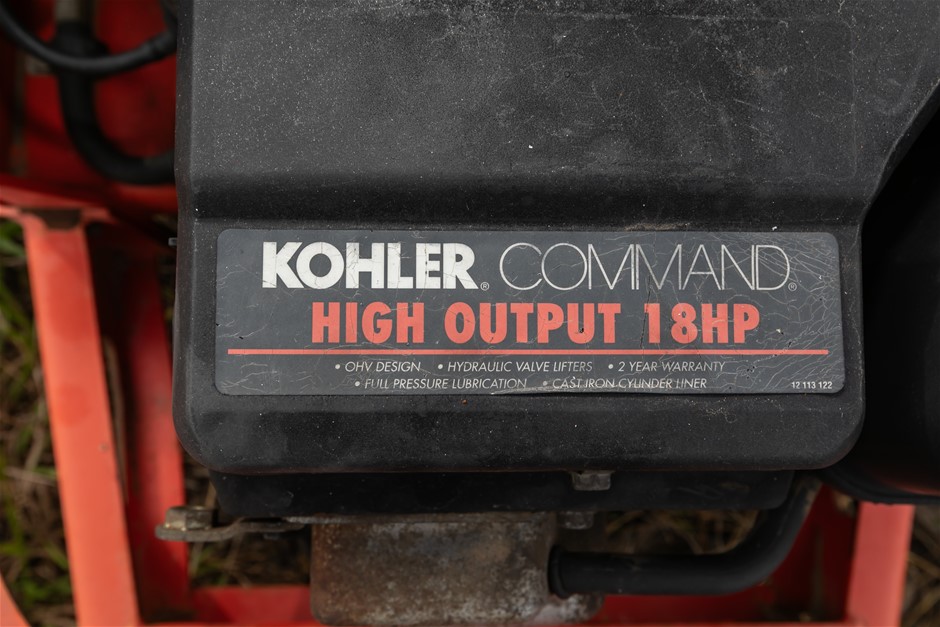 KOHLER® COMMAND®
HIGH OUTPUT 18HP
• OHV DESIGN • HYDRAULIC VALVE LIFTERS • 2 YEAR WARRANTY
• FULL PRESSURE LUBRICATION • CAST IRON CYLINDER LINER 12 113 122